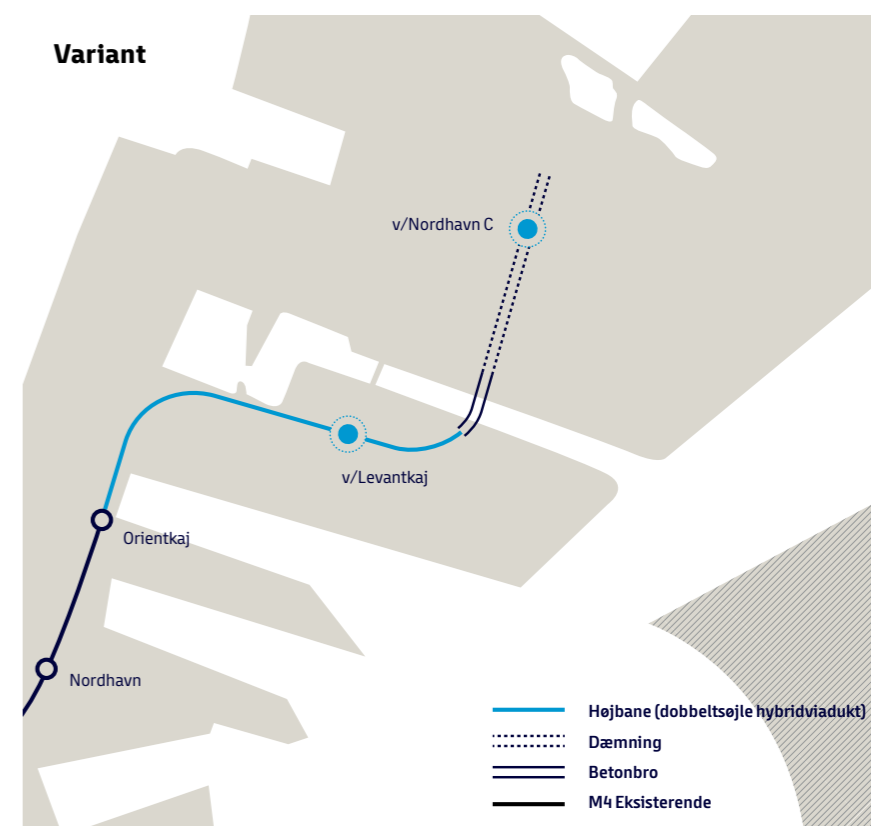 Variant
v/Nordhavn C
v/Levantkaj
Orientkaj
Nordhavn
Højbane (dobbeltsøjle hybridviadukt)
Dæmning
Betonbro
M4 Eksisterende